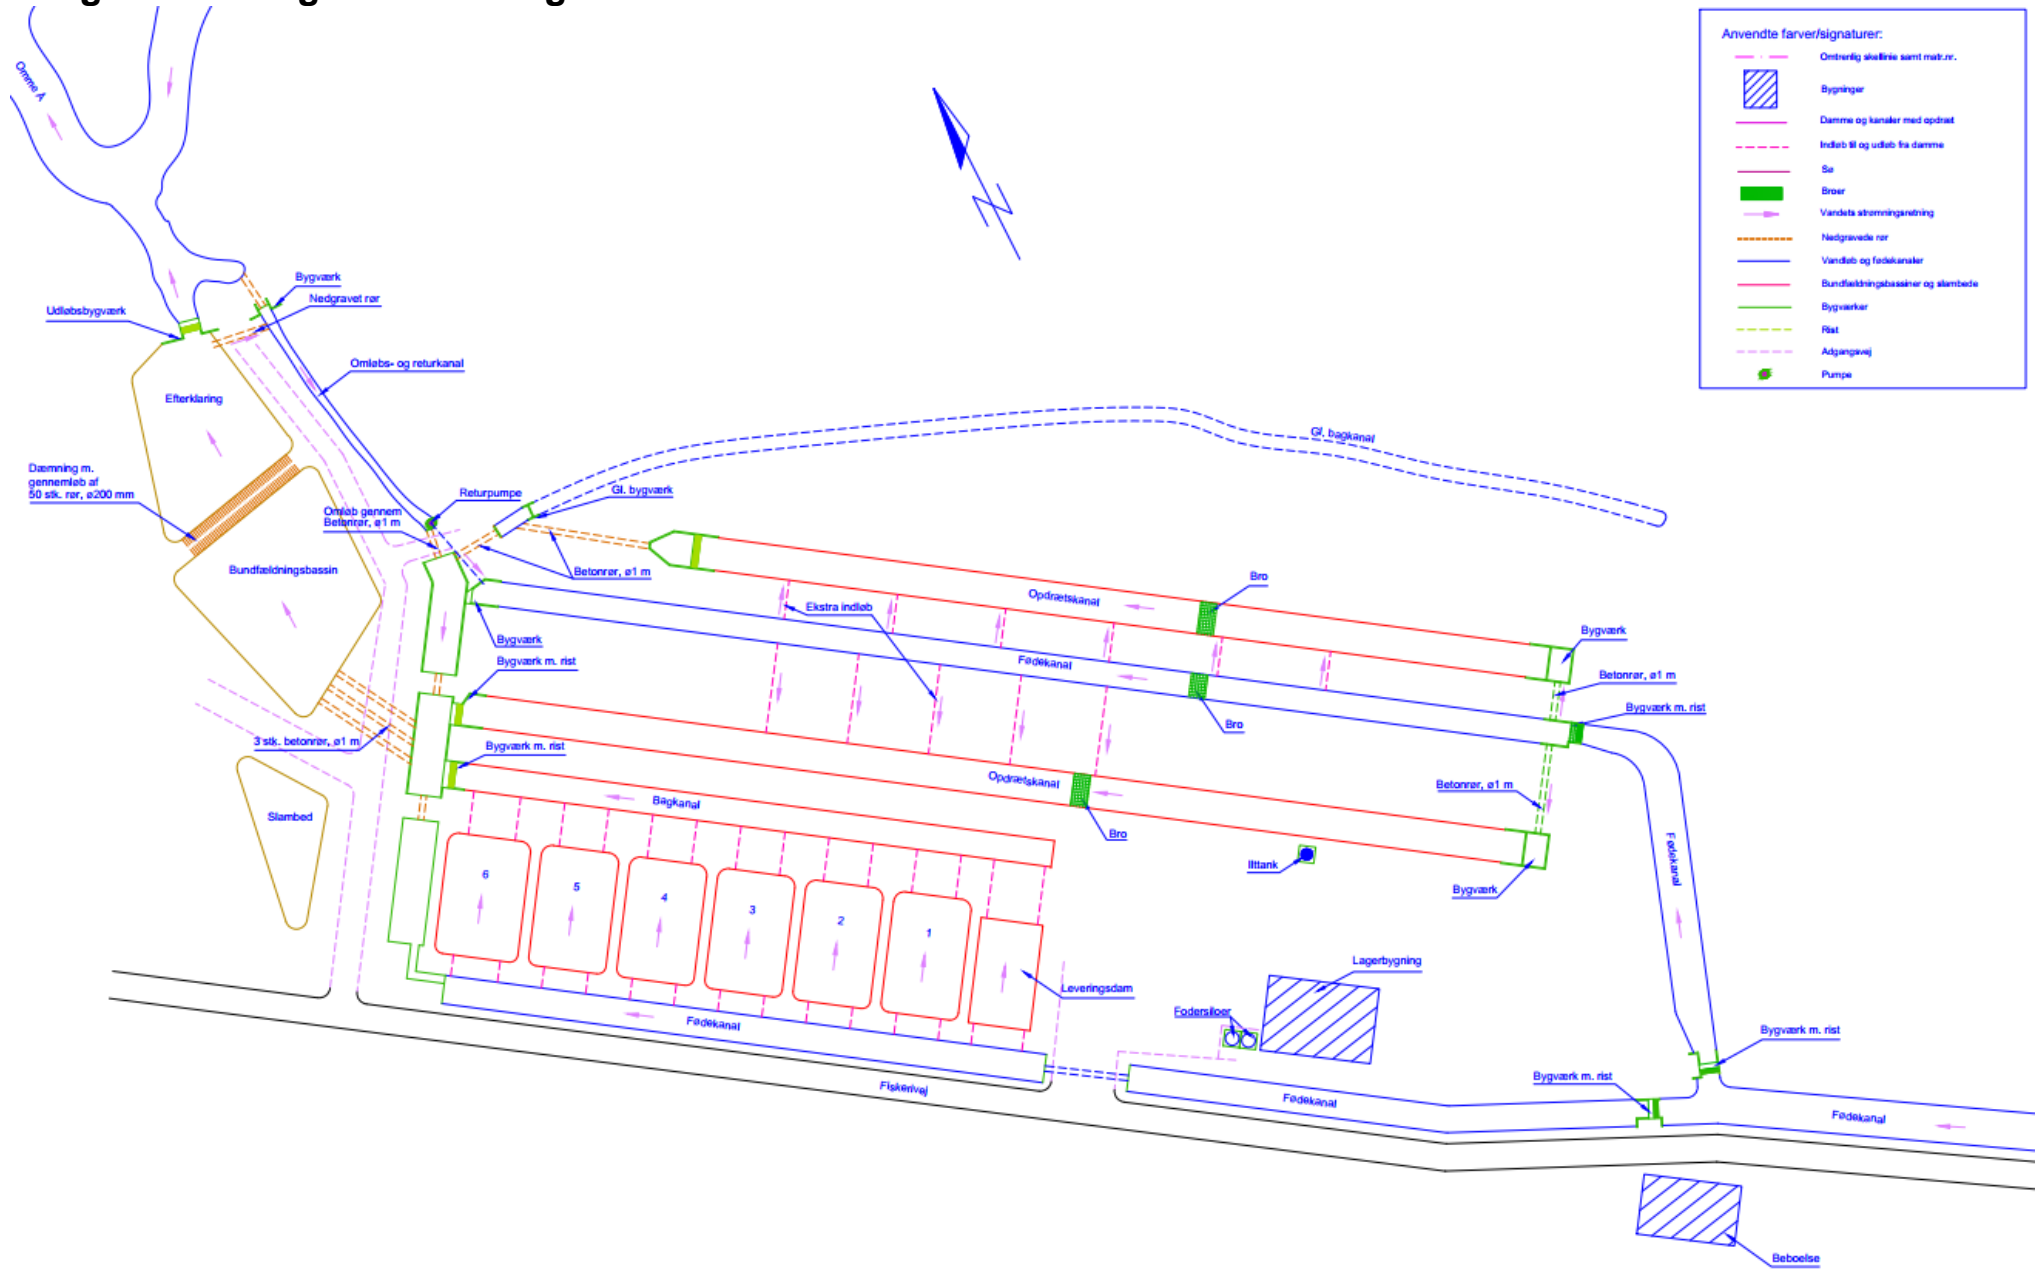 Anvendte farver/signaturer:
Omtrentlig skellinie samt matr.nr.
Bygninger
Damme og kanaler med opdræt
Indløb til og udløb fra damme
Sø
Broer
Vandets strømningsretning
Nedgravede rør
Vandløb og fødekanaler
Bundfældningsbassiner og slambede
Bygværker
Rist
Adgangsvej
Pumpe
Omme Å
Bygværk
Nedgravet rør
Udløbsbygværk
Omløbs- og returkanal
Efterklaring
Gl. bagkanal
Dæmning m.
gennemløb af
50 stk. rør, ø200 mm
Returpumpe
Gl. bygværk
Omløb gennem
Betonrør, ø1 m
Bundfældningsbassin
Betonrør, ø1 m
Bro
Opdrætskanal
Ekstra indløb
Bygværk
Bygværk
Bygværk m. rist
Fødekanal
Betonrør, ø1 m
Bygværk m. rist
Bro
3 stk. betonrør, ø1 m
Bygværk m. rist
Opdrætskanal
Betonrør, ø1 m
Bagkanal
Slambed
Bro
Ilttank
Bygværk
Fødekanal
6
5
4
3
2
1
Lagerbygning
Leveringsdam
Fodersiloer
Fødekanal
Bygværk m. rist
Bygværk m. rist
Fiskerivej
Fødekanal
Fødekanal
Beboelse